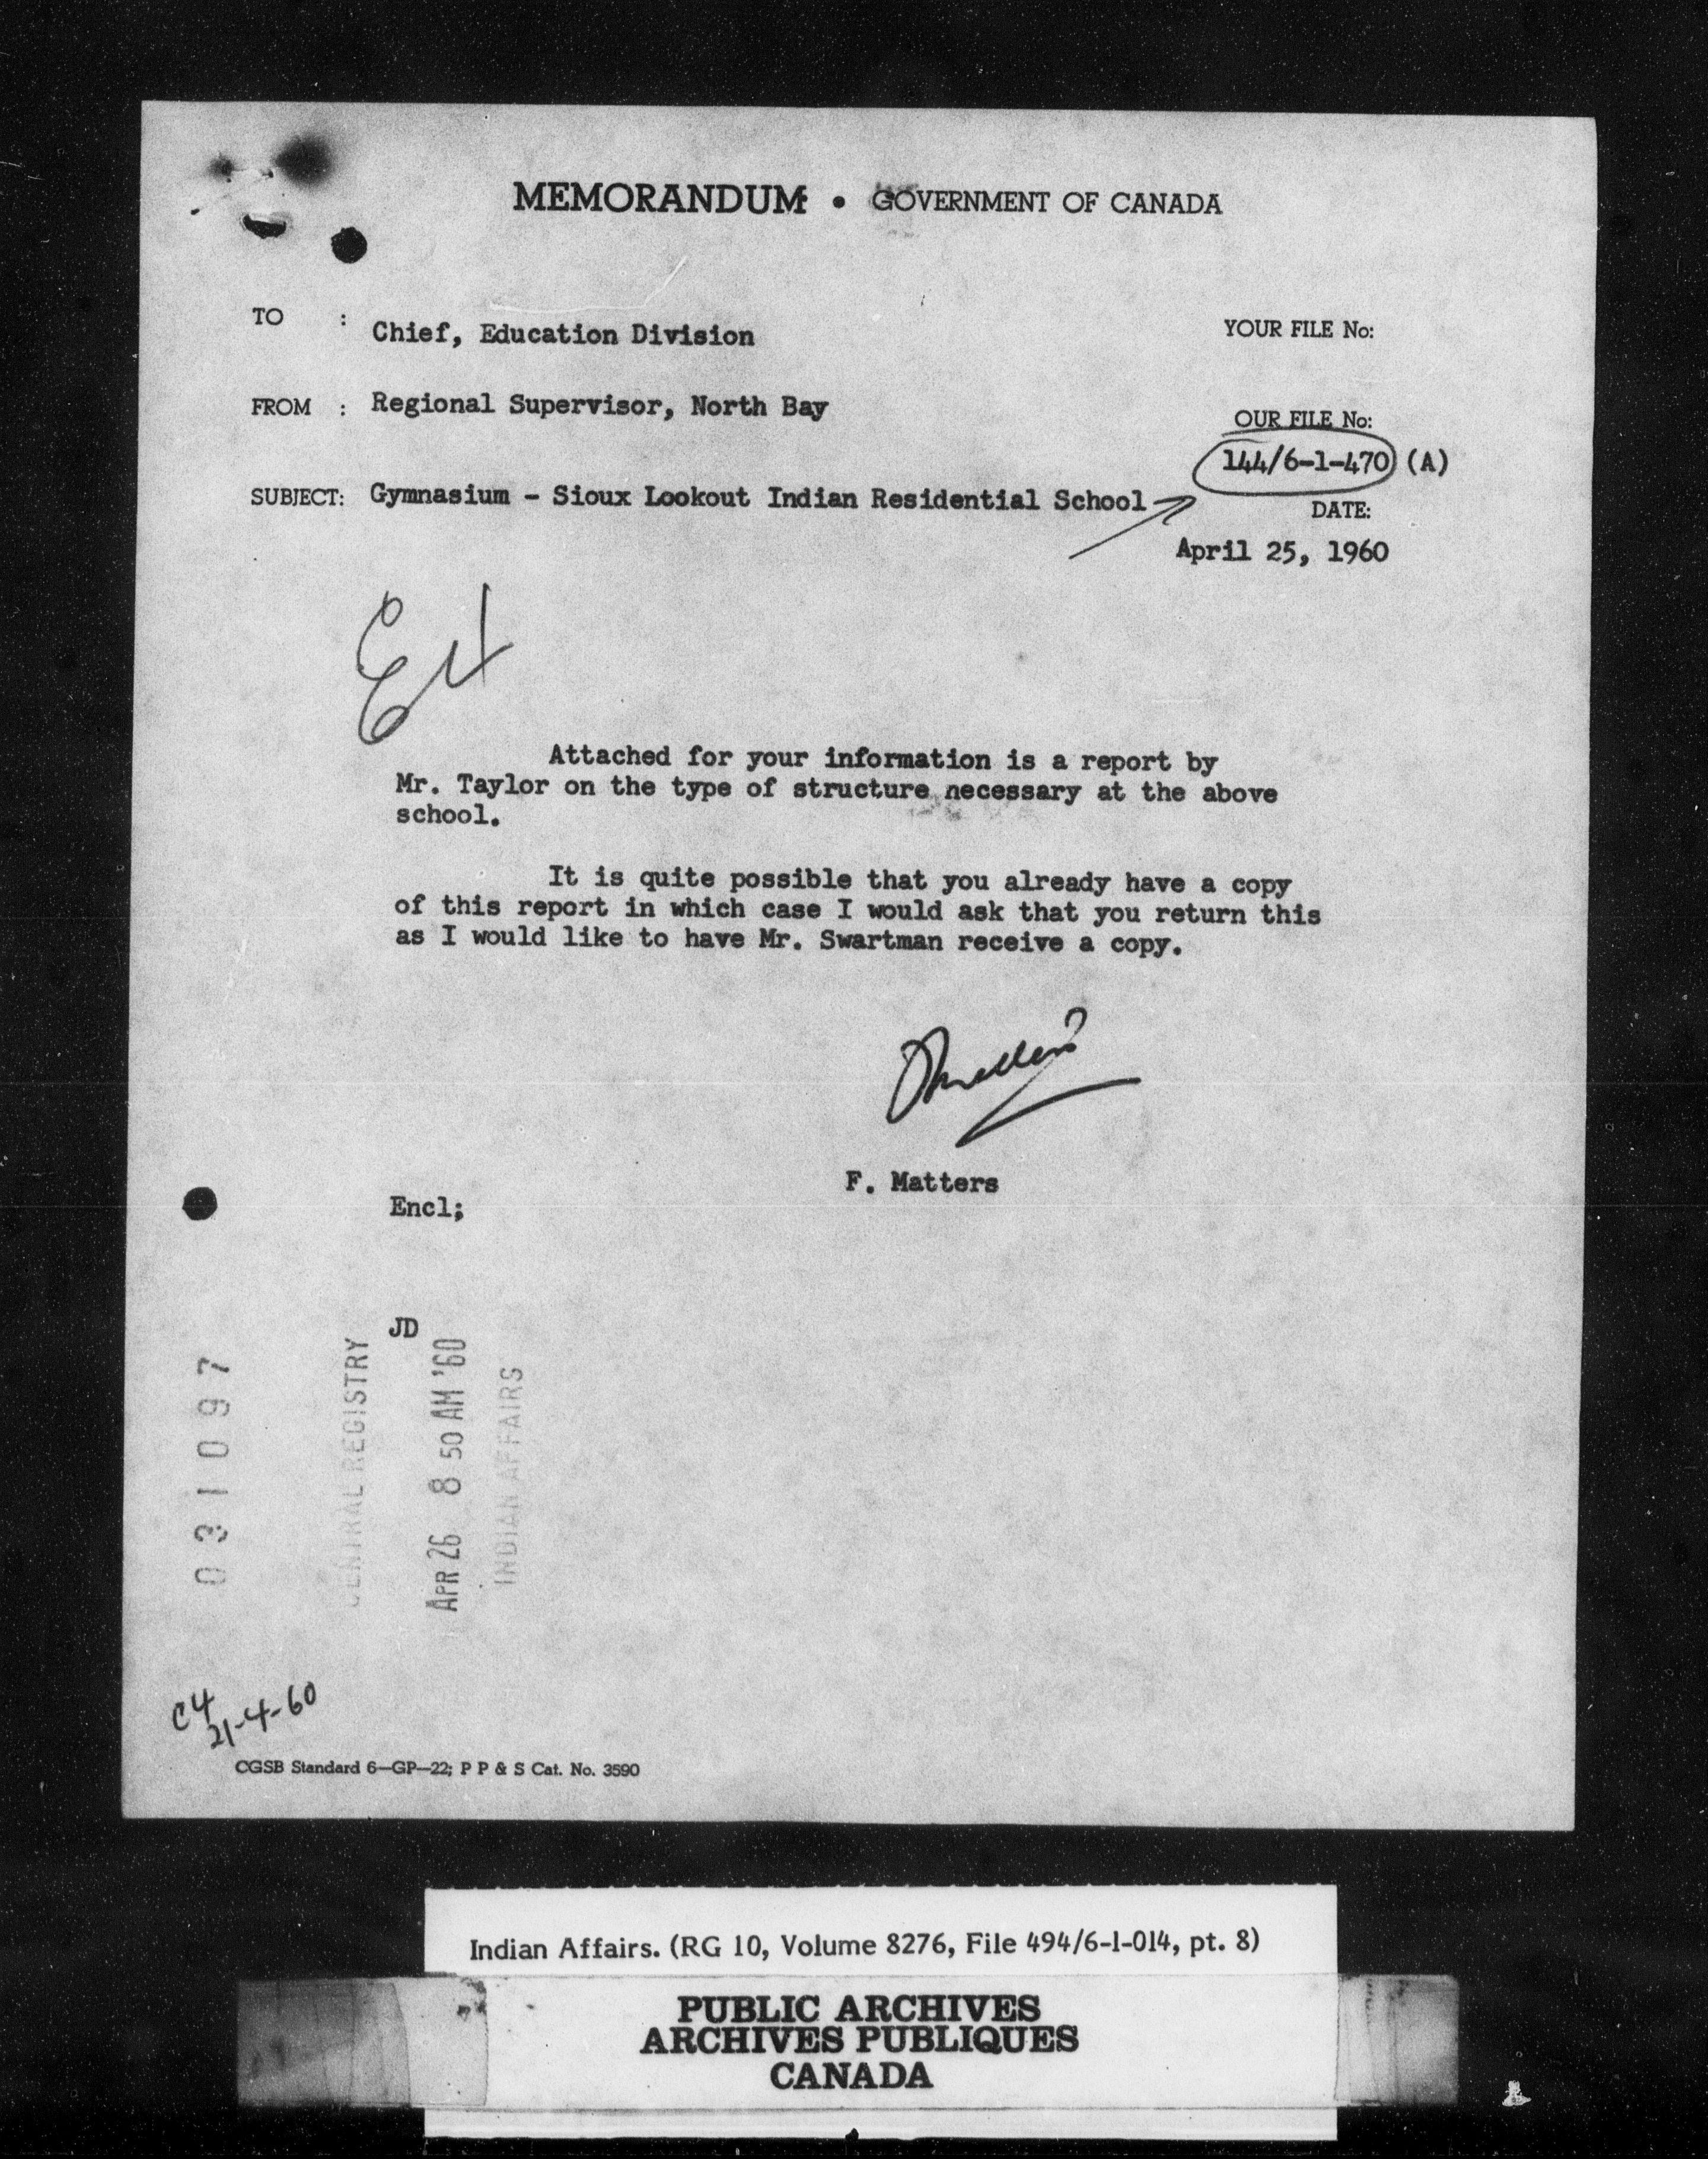 MEMORANDUM • GOVERNMENT OF CANADA
TO : Chief, Education Division
YOUR FILE No:
FROM : Regional Supervisor, North Bay
OUR FILE No:
144/6-1-470 (A)
SUBJECT: Gymnasium - Sioux Lookout Indian Residential School
DATE:
April 25, 1960
Attached for your information is a report by
Mr. Taylor on the type of structure necessary at the above
school.
It is quite possible that you already have a copy
of this report in which case I would ask that you return this
as I would like to have Mr. Swartman receive a copy.
F. Matters
Encl;
JD
031097
CENTRAL REGISTRY
APR 26 8 50 AM '60
INDIAN AFFAIRS
C4
21-4-60
CGSB Standard 6—GP—22; P P & S Cat. No. 3590
Indian Affairs. (RG 10, Volume 8276, File 494/6-1-014, pt. 8)
PUBLIC ARCHIVES
ARCHIVES PUBLIQUES
CANADA